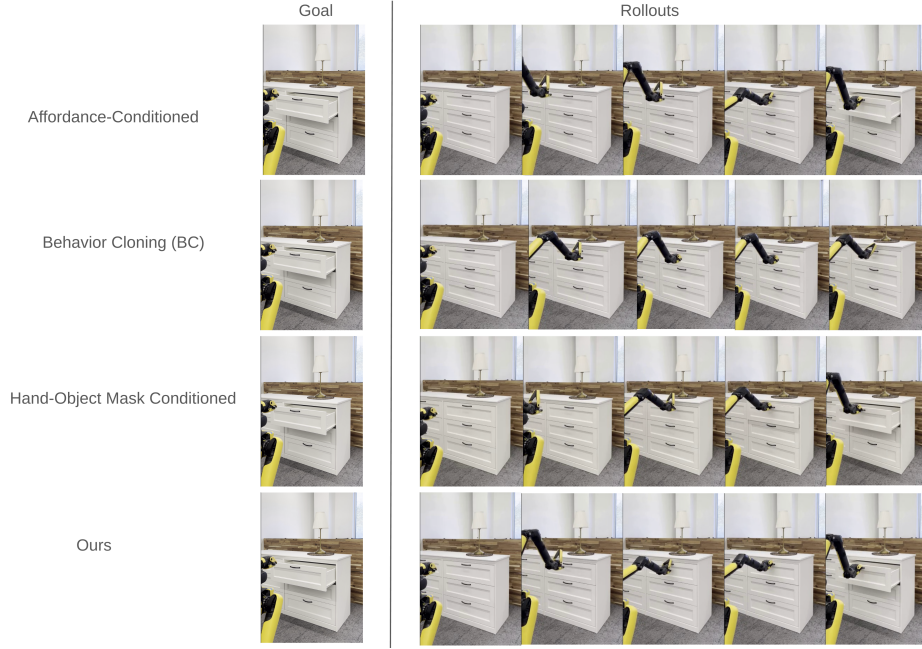 Goal
Rollouts
Affordance-Conditioned
Behavior Cloning (BC)
Hand-Object Mask Conditioned
Ours